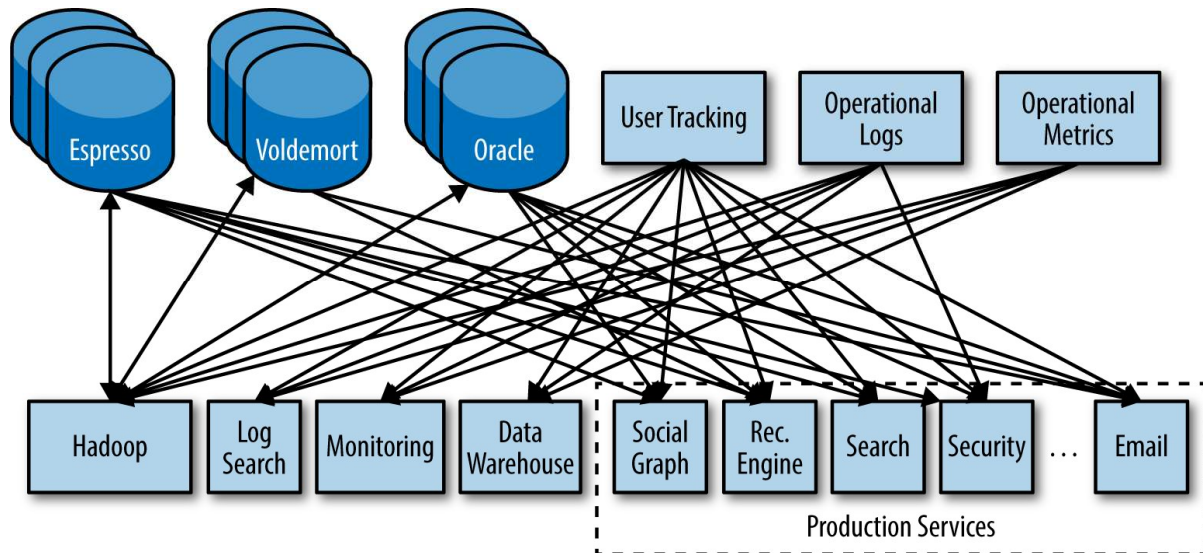 Espresso
Voldemort
Oracle
User Tracking
Operational
Logs
Operational
Metrics
Hadoop
Log
Search
Monitoring
Data
Warehouse
Social
Graph
Rec.
Engine
Search
Security
...
Email
Production Services